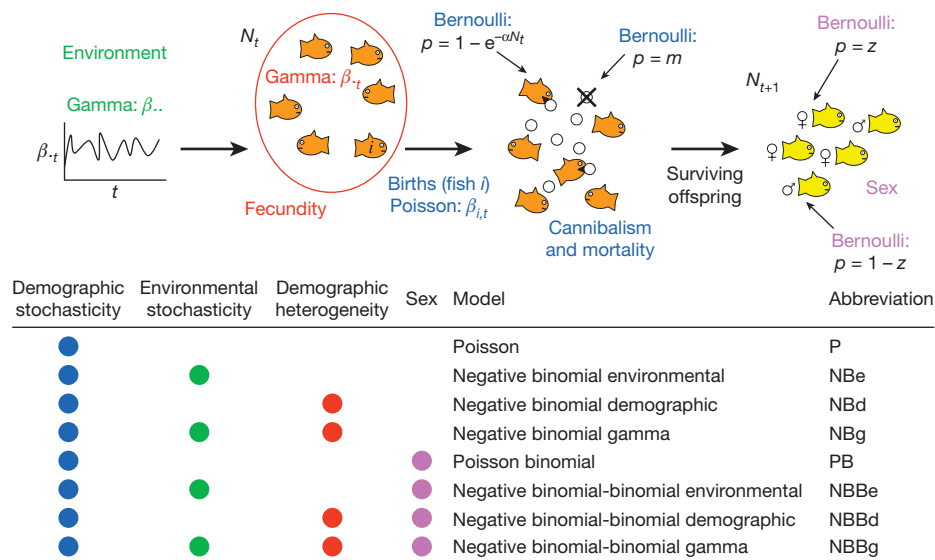 Environment
Gamma: β..
β.t
t
N_t
Gamma: β.t
i
Fecundity
Births (fish i)
Poisson: β_{i,t}
Bernoulli:
p = 1 – e^{–αN_t}
Bernoulli:
p = m
Cannibalism
and mortality
Surviving
offspring
Bernoulli:
p = z
N_{t+1}
♀ ♂
♀ ♀
♂
Sex
Bernoulli:
p = 1 – z
Demographic stochasticity Environmental stochasticity Demographic heterogeneity Sex Model Abbreviation
Poisson P
Negative binomial environmental NBe
Negative binomial demographic NBd
Negative binomial gamma NBg
Poisson binomial PB
Negative binomial-binomial environmental NBBe
Negative binomial-binomial demographic NBBd
Negative binomial-binomial gamma NBBg